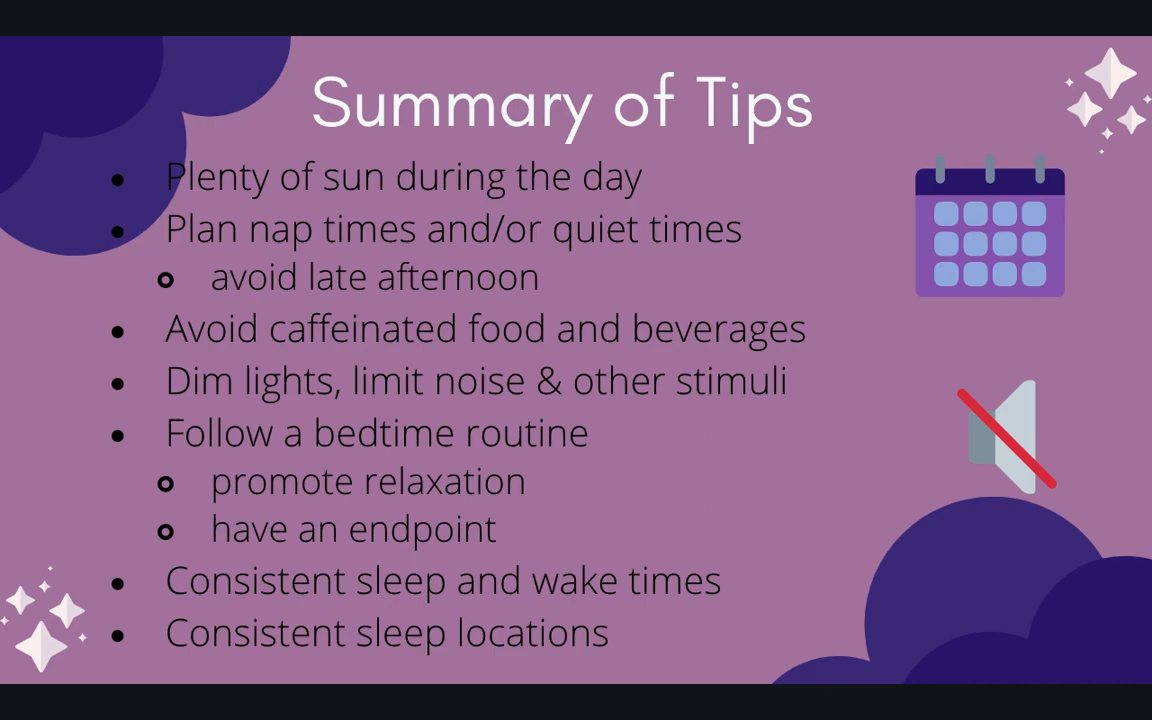 Summary of Tips
Plenty of sun during the day
Plan nap times and/or quiet times
avoid late afternoon
Avoid caffeinated food and beverages
Dim lights, limit noise & other stimuli
Follow a bedtime routine
promote relaxation
have an endpoint
Consistent sleep and wake times
Consistent sleep locations